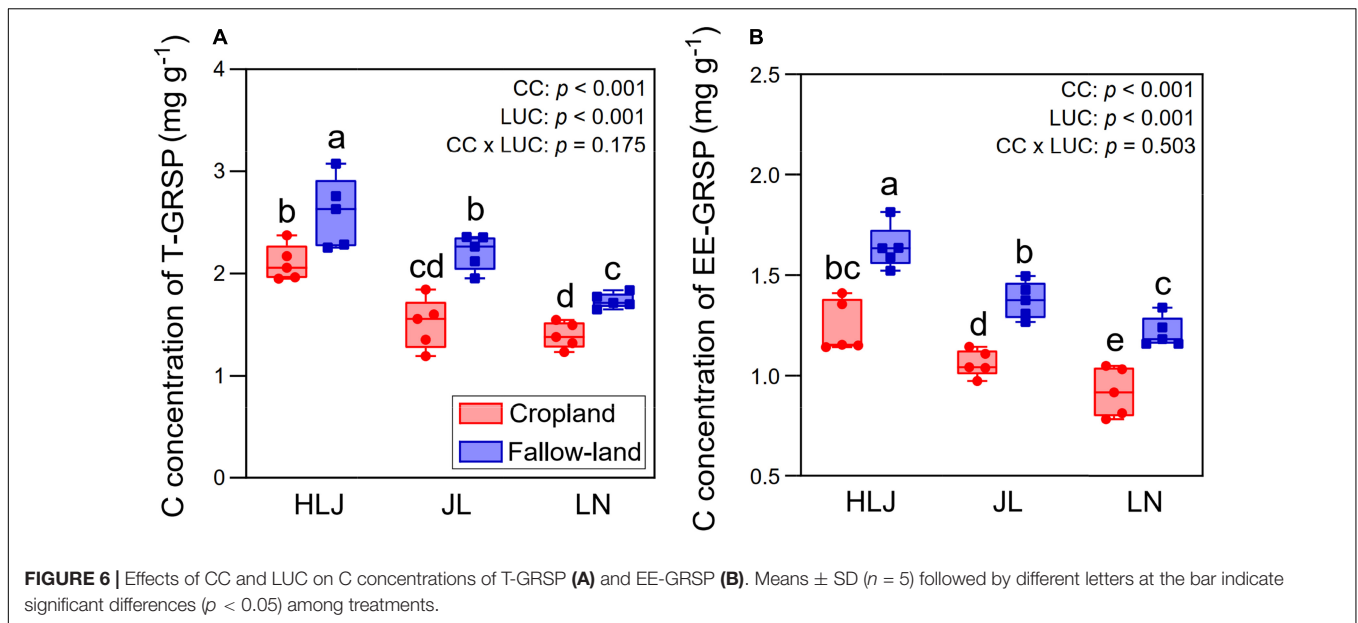 A
C concentration of T-GRSP (mg g⁻¹)
4
3
2
1
0
CC: p < 0.001
LUC: p < 0.001
CC x LUC: p = 0.175
b
a
cd
b
d
c
Cropland
Fallow-land
HLJ
JL
LN
B
C concentration of EE-GRSP (mg g⁻¹)
2.5
2.0
1.5
1.0
0.5
CC: p < 0.001
LUC: p < 0.001
CC x LUC: p = 0.503
bc
a
d
b
e
c
HLJ
JL
LN
FIGURE 6 | Effects of CC and LUC on C concentrations of T-GRSP (A) and EE-GRSP (B). Means ± SD (n = 5) followed by different letters at the bar indicate
significant differences (p < 0.05) among treatments.